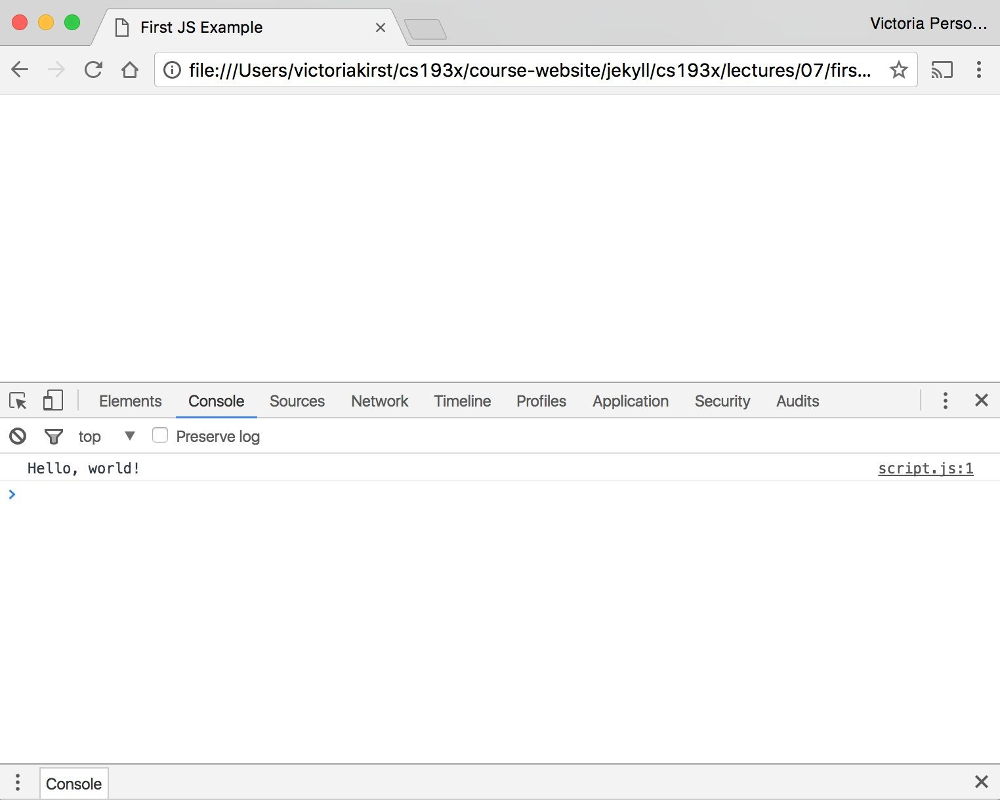 First JS Example
Victoria Perso...
file:///Users/victoriakirst/cs193x/course-website/jekyll/cs193x/lectures/07/firs...
Elements Console Sources Network Timeline Profiles Application Security Audits
top Preserve log
Hello, world! script.js:1
Console